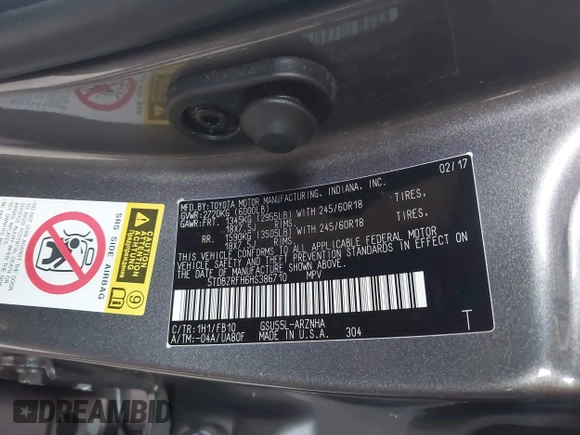 MFD.BY:TOYOTA MOTOR MANUFACTURING, INDIANA, INC. 02/17
GVWR:2720KG (6000LB)
GAWR:FRT. 1345KG (2955LB) WITH 245/60R18 TIRES,
18X7.5J RIMS
RR. 1590KG (3505LB) WITH 245/60R18 TIRES,
18X7.5J RIMS
THIS VEHICLE CONFORMS TO ALL APPLICABLE FEDERAL MOTOR
VEHICLE SAFETY AND THEFT PREVENTION STANDARDS IN EFFECT ON
THE DATE OF MANUFACTURE SHOWN ABOVE.
5TDBZRFH6HS386710 MPV
C/TR:1H1/FB10 GSU55L-ARZNHA
A/TM:-04A/UA80F MADE IN U.S.A. 304 T
SRS SIDE AIRBAG
9
FAXVIN